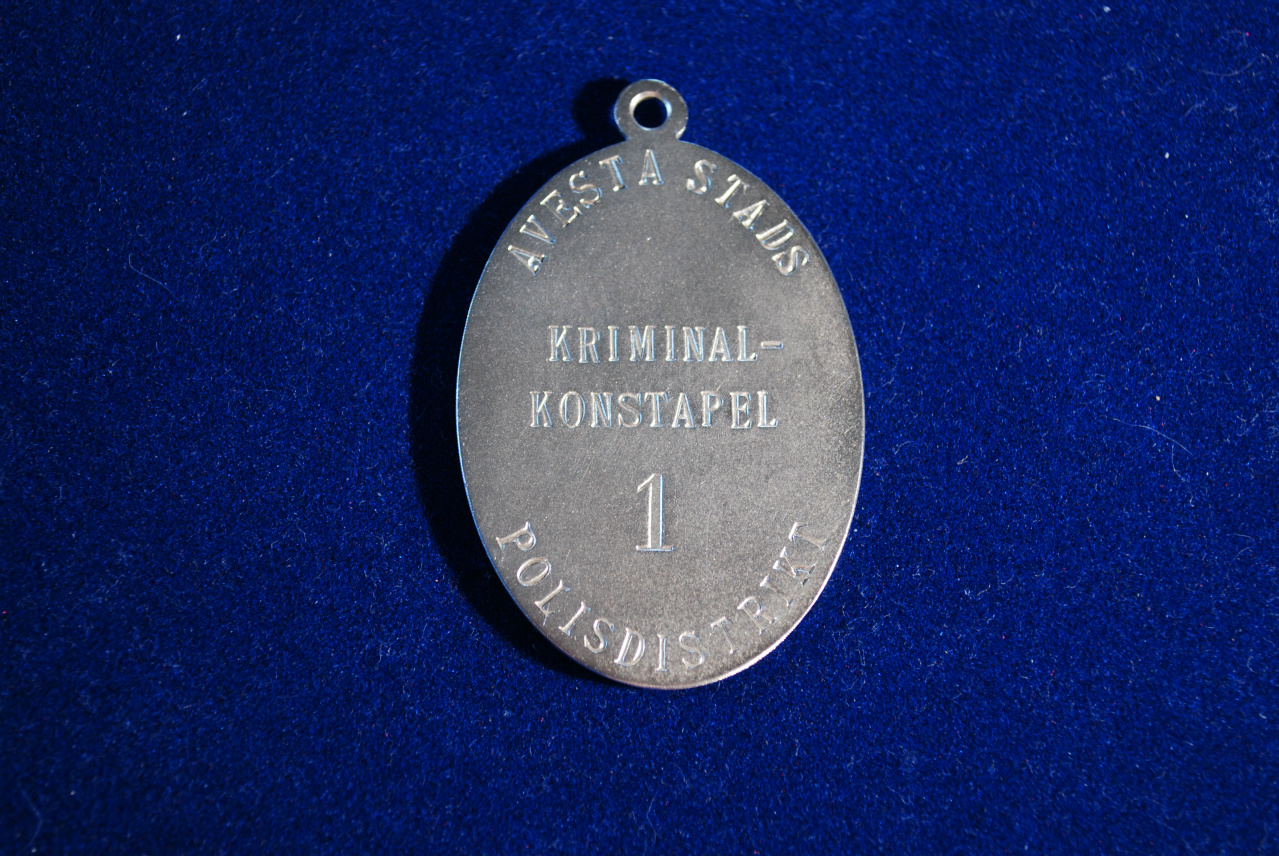 AVESTA STADS
KRIMINAL-
KONSTAPEL
1
POLISDISTRIKT